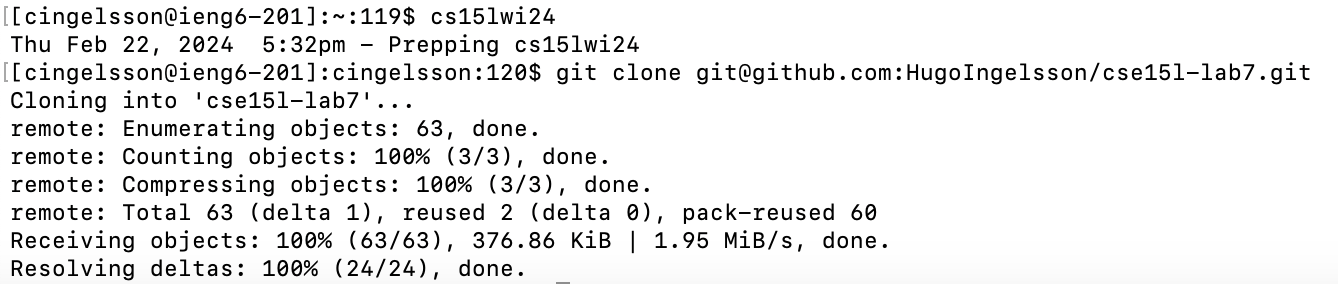 [[cingelsson@ieng6-201]:~:119$ cs15lwi24
Thu Feb 22, 2024  5:32pm - Prepping cs15lwi24
[[cingelsson@ieng6-201]:cingelsson:120$ git clone git@github.com:HugoIngelsson/cse15l-lab7.git
Cloning into 'cse15l-lab7'...
remote: Enumerating objects: 63, done.
remote: Counting objects: 100% (3/3), done.
remote: Compressing objects: 100% (3/3), done.
remote: Total 63 (delta 1), reused 2 (delta 0), pack-reused 60
Receiving objects: 100% (63/63), 376.86 KiB | 1.95 MiB/s, done.
Resolving deltas: 100% (24/24), done.